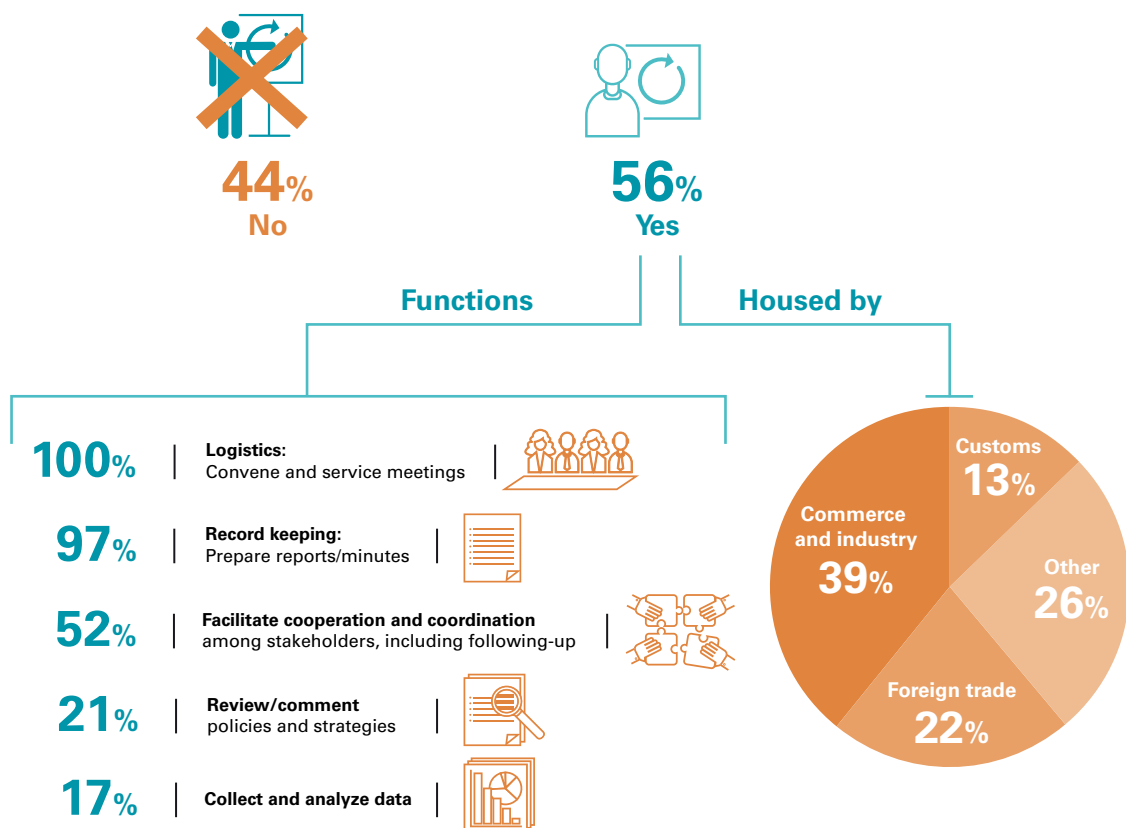 44%
No
56%
Yes
Functions
Housed by
100%
Logistics:
Convene and service meetings
97%
Record keeping:
Prepare reports/minutes
52%
Facilitate cooperation and coordination
among stakeholders, including following-up
21%
Review/comment
policies and strategies
17%
Collect and analyze data
Customs
13%
Commerce
and industry
39%
Other
26%
Foreign trade
22%